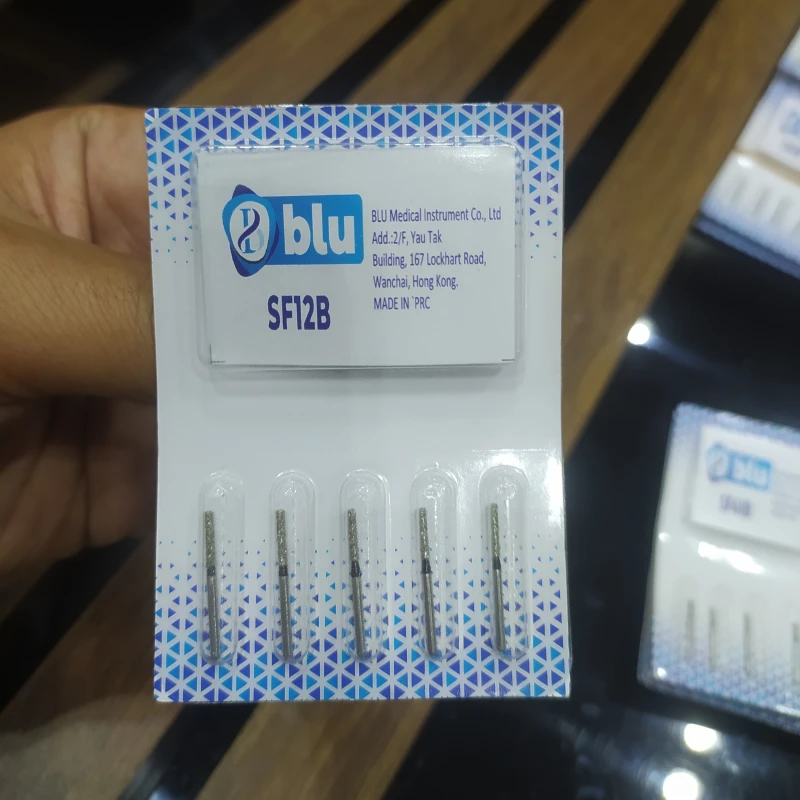 blu
BLU Medical Instrument Co., Ltd
Add.:2/F, Yau Tak
Building, 167 Lockhart Road,
Wanchai, Hong Kong.
MADE IN `PRC
SF12B
blu